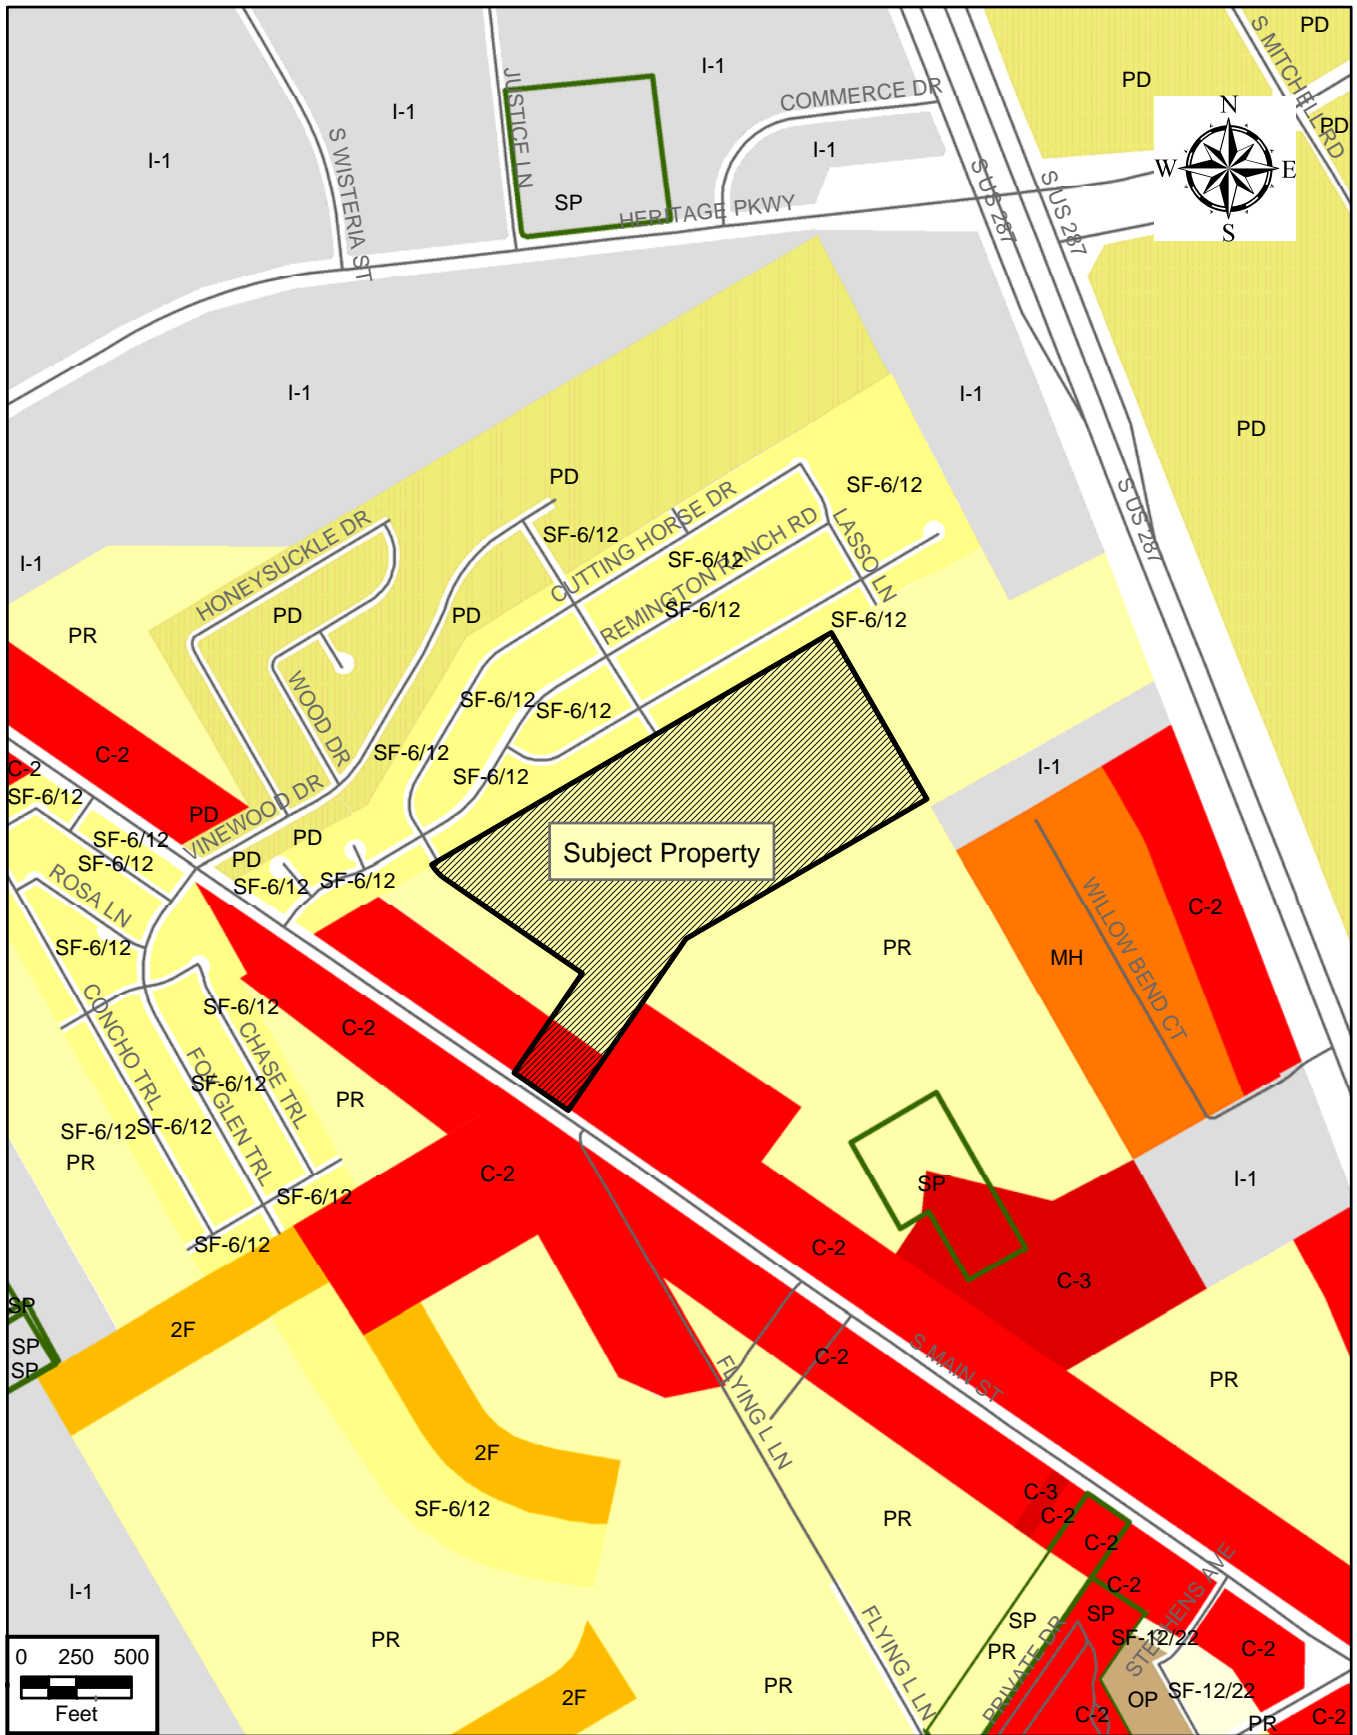 PD
S MITCHELL RD
I-1
JUSTICE LN
PD
COMMERCE DR
N
I-1
PD
S WISTERIA ST
I-1
I-1
W
E
S US 287
S US 287
SP
HERITAGE PKWY
S
I-1
I-1
PD
PD
SF-6/12
CUTTING HORSE DR
S US 287
HONEYSUCKLE DR
SF-6/12
REMINGTON RANCH RD
LASSO LN
I-1
SF-6/12
PD
PD
SF-6/12
SF-6/12
PR
WOOD DR
SF-6/12
SF-6/12
C-2
SF-6/12
C-2
I-1
SF-6/12
SF-6/12
PD
VINEWOOD DR
SF-6/12
PD
Subject Property
SF-6/12
PD
ROSA LN
SF-6/12
SF-6/12
C-2
WILLOW BEND CT
SF-6/12
PR
MH
CONCHO TRL
SF-6/12
CHASE TRL
C-2
FOXGLEN TRL
SF-6/12
PR
SF-6/12
SF-6/12
PR
C-2
SP
I-1
SF-6/12
SF-6/12
C-2
C-3
SP
2F
SP
SP
C-2
S MAIN ST
FLYING L LN
PR
2F
C-3
SF-6/12
C-2
PR
C-2
C-2
STEPHENS AVE
I-1
SP
SP
PR
FLYING L LN
PR
PRIVATE DR
SF-12/22
C-2
0 250 500
Feet
2F
PR
OP
SF-12/22
C-2
PR
C-2